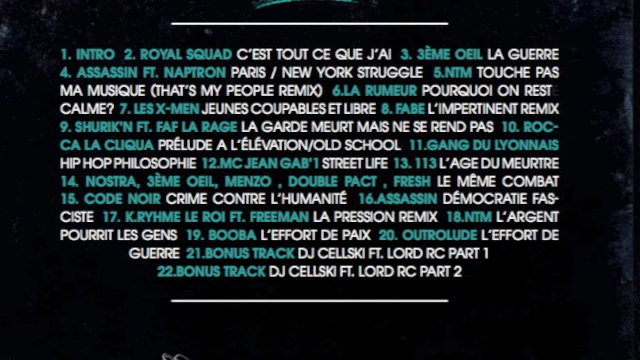 1. INTRO 2. ROYAL SQUAD C'EST TOUT CE QUE J'AI 3. 3ÈME OEIL LA GUERRE
4. ASSASSIN FT. NAPTRON PARIS / NEW YORK STRUGGLE 5.NTM TOUCHE PAS
MA MUSIQUE (THAT'S MY PEOPLE REMIX) 6.LA RUMEUR POURQUOI ON RESTE
CALME? 7. LES X-MEN JEUNES COUPABLES ET LIBRE 8. FABE L'IMPERTINENT REMIX
9. SHURIK'N FT. FAF LA RAGE LA GARDE MEURT MAIS NE SE REND PAS 10. ROC-
CA LA CLIQUA PRÉLUDE A L'ÉLÉVATION/OLD SCHOOL 11.GANG DU LYONNAIS
HIP HOP PHILOSOPHIE 12.MC JEAN GAB'1 STREET LIFE 13. 113 L'AGE DU MEURTRE
14. NOSTRA, 3ÈME OEIL, MENZO , DOUBLE PACT , FRESH LE MÊME COMBAT
15. CODE NOIR CRIME CONTRE L'HUMANITÉ 16.ASSASSIN DÉMOCRATIE FAS-
CISTE 17. K.RHYME LE ROI FT. FREEMAN LA PRESSION REMIX 18.NTM L'ARGENT
POURRIT LES GENS 19. BOOBA L'EFFORT DE PAIX 20. OUTROLUDE L'EFFORT DE
GUERRE 21.BONUS TRACK DJ CELLSKI FT. LORD RC PART 1
22.BONUS TRACK DJ CELLSKI FT. LORD RC PART 2